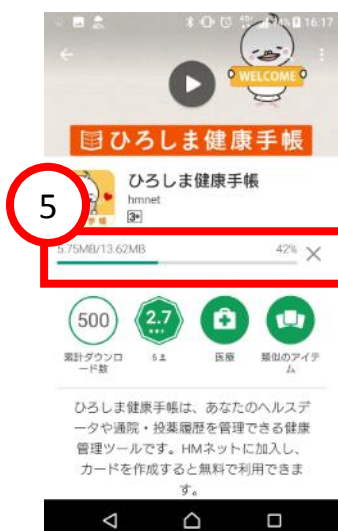 16:17
WELCOME
ひろしま健康手帳
ひろしま健康手帳
hmnet
3+
5
5.75MB/13.62MB 42%
500
2.7
累計ダウンロ
ード数
5
医療
類似のアイテ
ム
ひろしま健康手帳は、あなたのヘルスデ
ータや通院・投薬履歴を管理できる健康
管理ツールです。HMネットに加入し、
カードを作成すると無料で利用できま
す。